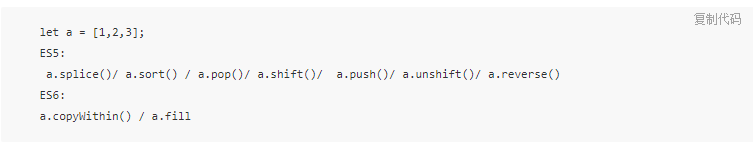 复制代码
let a = [1,2,3];
ES5:
a.splice()/ a.sort() / a.pop()/ a.shift()/  a.push()/ a.unshift()/ a.reverse()
ES6:
a.copyWithin() / a.fill